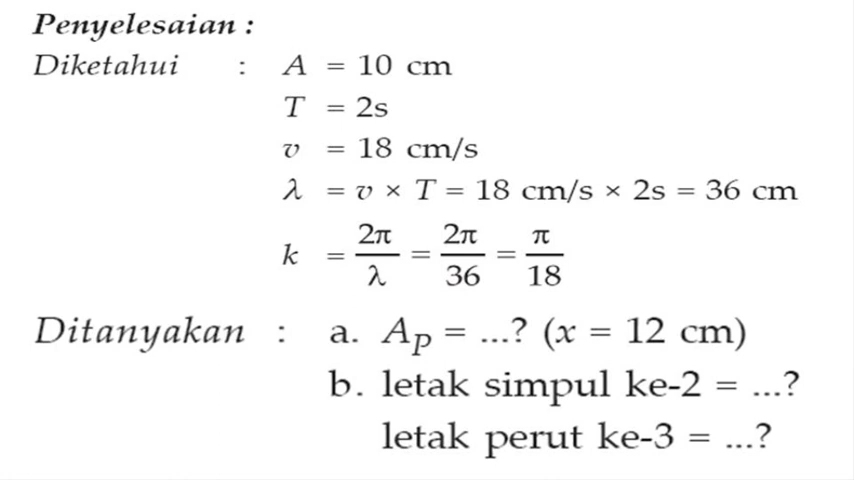 Penyelesaian :
Diketahui : A = 10 cm
T = 2s
v = 18 cm/s
λ = v × T = 18 cm/s × 2s = 36 cm
k = 2π/λ = 2π/36 = π/18
Ditanyakan : a. Ap = ...? (x = 12 cm)
b. letak simpul ke-2 = ...?
letak perut ke-3 = ...?